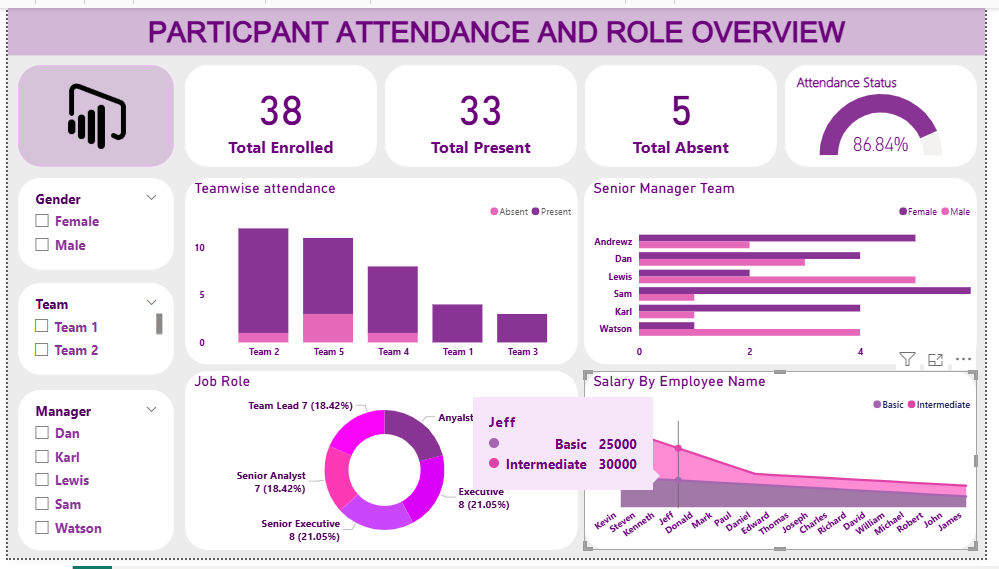 PARTICPANT ATTENDANCE AND ROLE OVERVIEW
38
Total Enrolled
33
Total Present
5
Total Absent
Attendance Status
86.84%
Gender
Female
Male
Team
Team 1
Team 2
Manager
Dan
Karl
Lewis
Sam
Watson
Teamwise attendance
Absent Present
10
5
0
Team 2 Team 5 Team 4 Team 1 Team 3
Senior Manager Team
Female Male
Andrewz
Dan
Lewis
Sam
Karl
Watson
0 2 4
Job Role
Team Lead 7 (18.42%)
Anyalst
Senior Analyst
7 (18.42%)
Executive
8 (21.05%)
Senior Executive
8 (21.05%)
Salary By Employee Name
Basic Intermediate
Jeff
Basic 25000
Intermediate 30000
Kevin Steven Kenneth Jeff Donald Mark Paul Daniel Edward Thomas Joseph Charles Richard David William Michael Robert John James